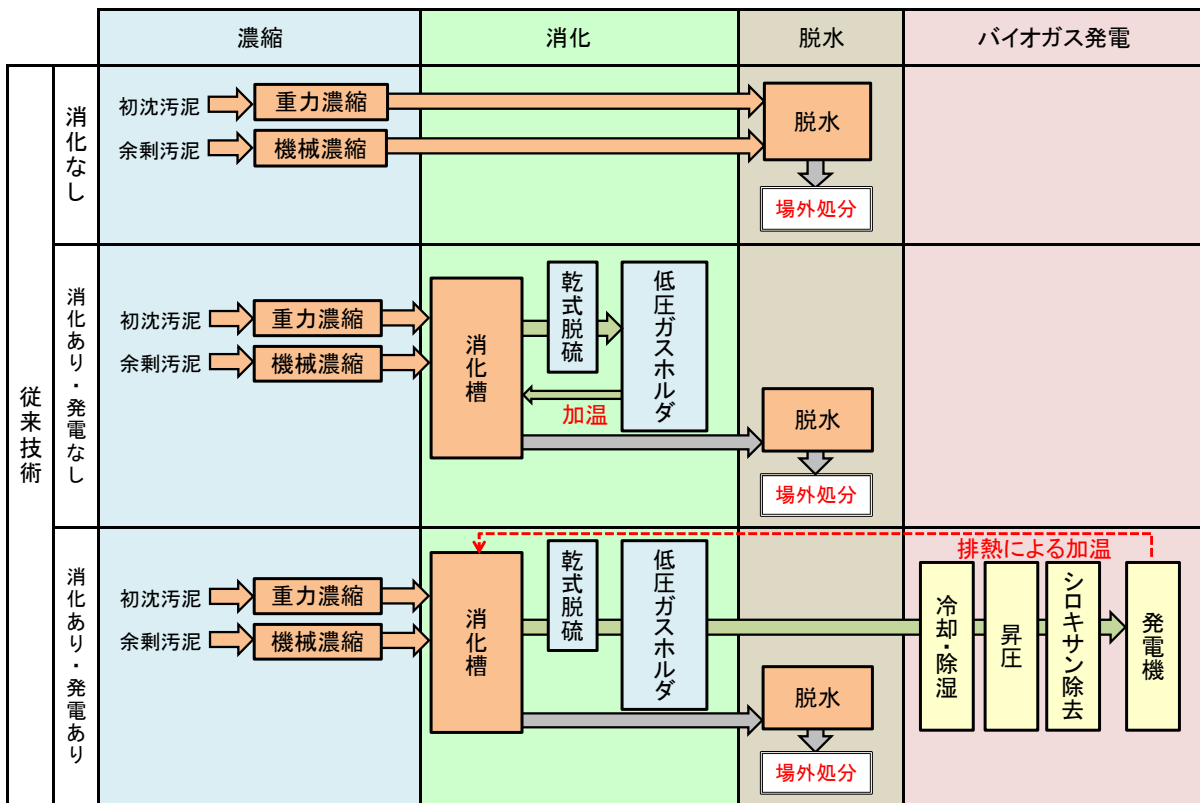 濃縮
消化
脱水
バイオガス発電
従来技術
消化なし
初沈汚泥
重力濃縮
余剰汚泥
機械濃縮
脱水
場外処分
消化あり・発電なし
初沈汚泥
重力濃縮
余剰汚泥
機械濃縮
消化槽
乾式脱硫
低圧ガスホルダ
加温
脱水
場外処分
消化あり・発電あり
初沈汚泥
重力濃縮
余剰汚泥
機械濃縮
消化槽
乾式脱硫
低圧ガスホルダ
脱水
場外処分
排熱による加温
冷却・除湿
昇圧
シロキサン除去
発電機